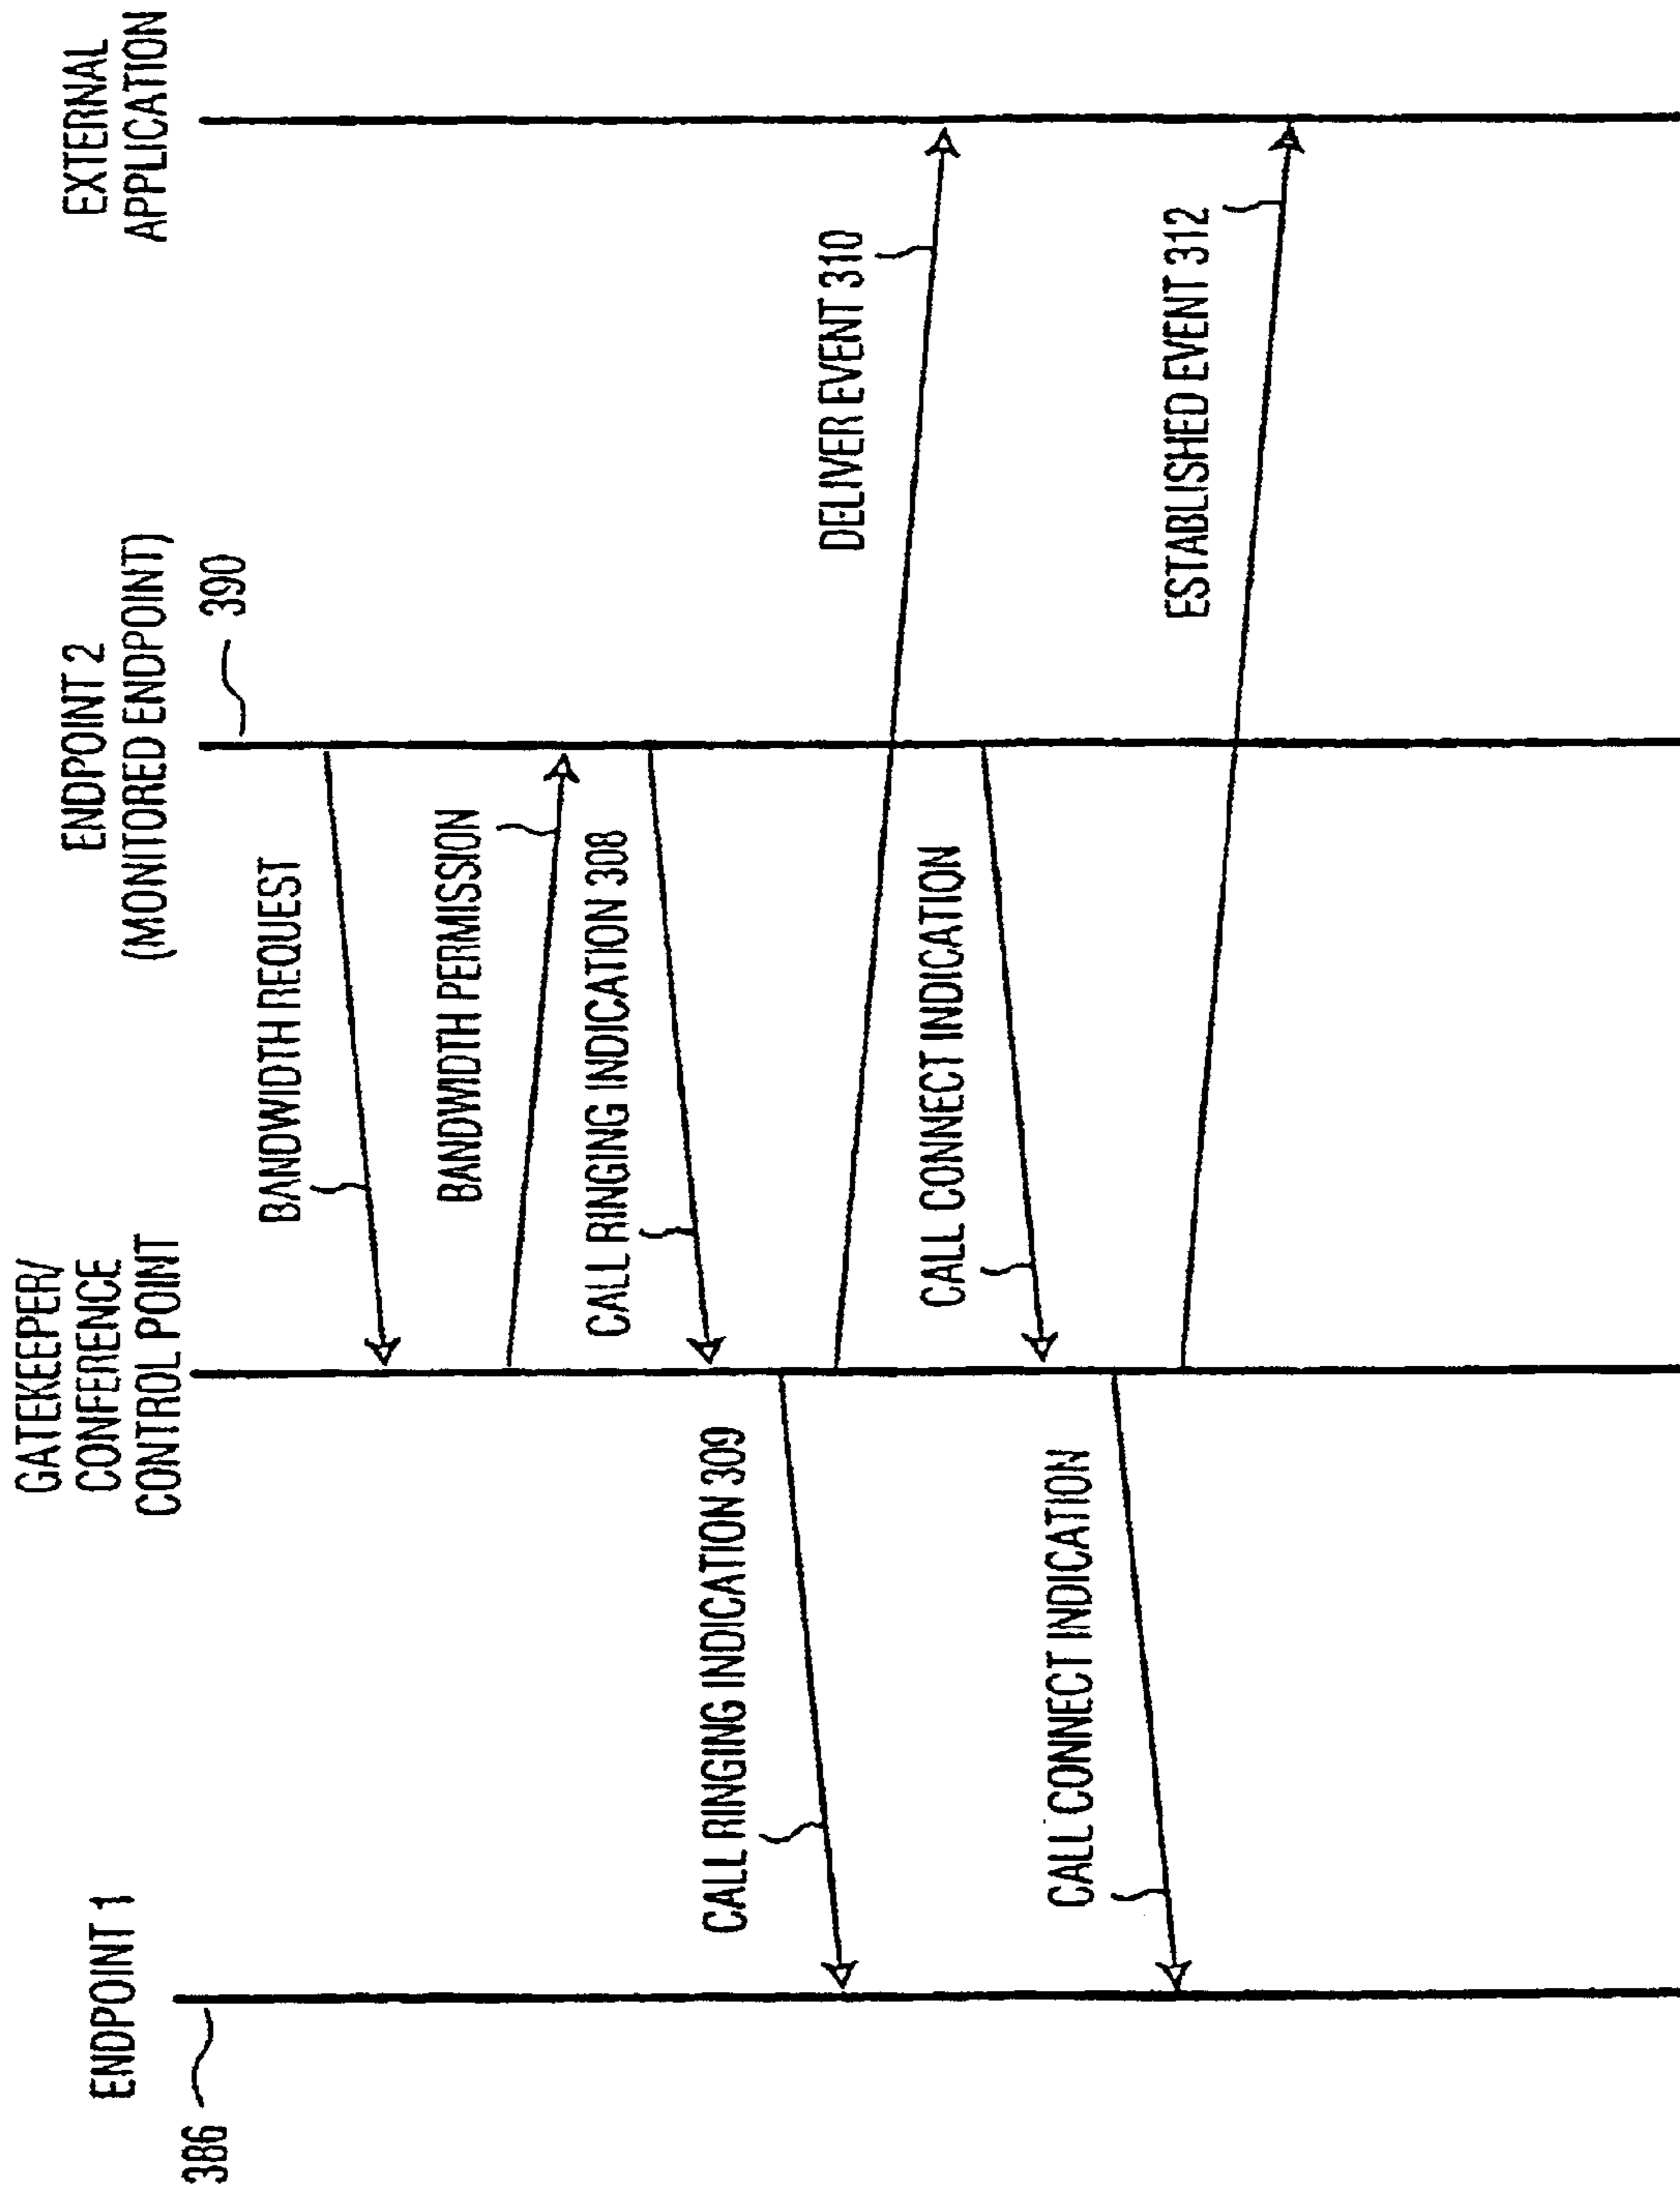 ENDPOINT 1
386
GATEKEEPER/
CONFERENCE
CONTROL POINT
ENDPOINT 2
(MONITORED ENDPOINT)
390
EXTERNAL
APPLICATION
BANDWIDTH REQUEST
BANDWIDTH PERMISSION
CALL RINGING INDICATION 308
CALL RINGING INDICATION 309
DELIVER EVENT 310
CALL CONNECT INDICATION
CALL CONNECT INDICATION
ESTABLISHED EVENT 312